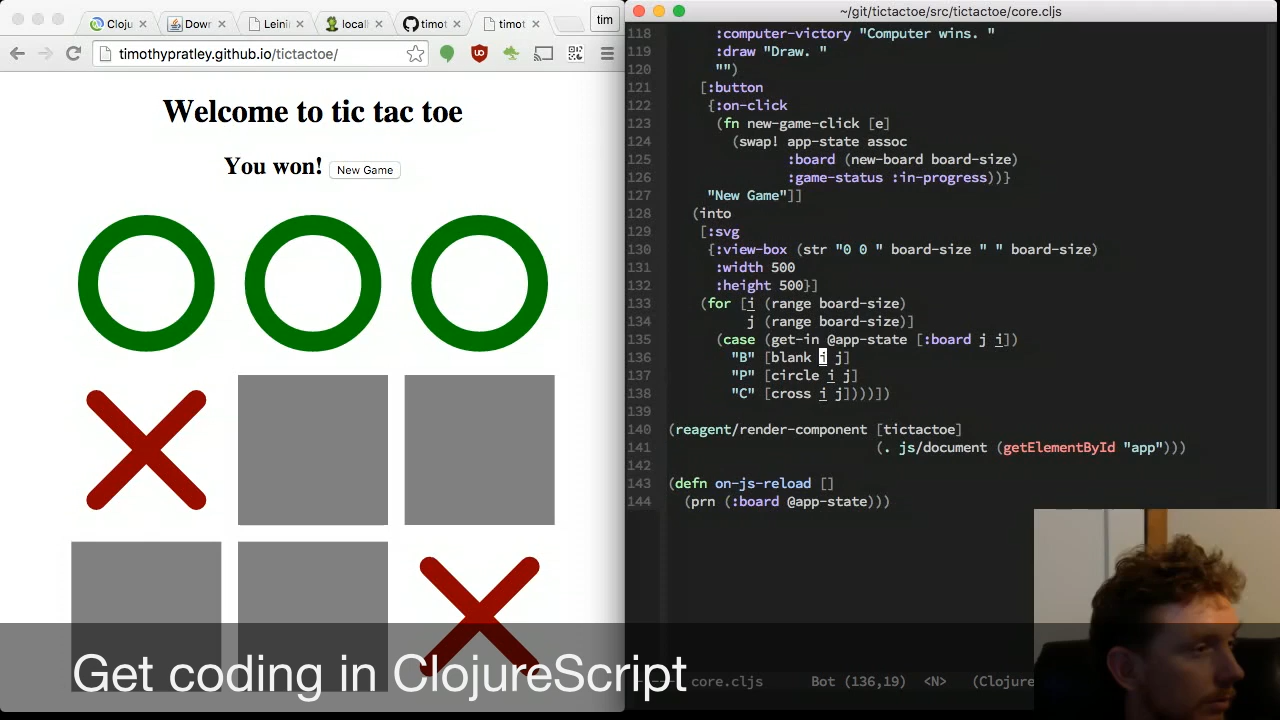 Cloju
Dowr
Leini
locall
timot
timot
tim
timothypratley.github.io/tictactoe/
Welcome to tic tac toe
You won! New Game
~/git/tictactoe/src/tictactoe/core.cljs
118 :computer-victory "Computer wins. "
119 :draw "Draw. "
120 "")
121 [:button
122 {:on-click
123 (fn new-game-click [e]
124 (swap! app-state assoc
125 :board (new-board board-size)
126 :game-status :in-progress))}
127 "New Game"]]
128 (into
129 [:svg
130 {:view-box (str "0 0 " board-size " " board-size)
131 :width 500
132 :height 500}]
133 (for [i (range board-size)
134 j (range board-size)]
135 (case (get-in @app-state [:board j i])
136 "B" [blank i j]
137 "P" [circle i j]
138 "C" [cross i j])))])
139
140 (reagent/render-component [tictactoe]
141 (. js/document (getElementById "app")))
142
143 (defn on-js-reload []
144 (prn (:board @app-state)))
core.cljs Bot (136,19) <N> (Clojure
Get coding in ClojureScript